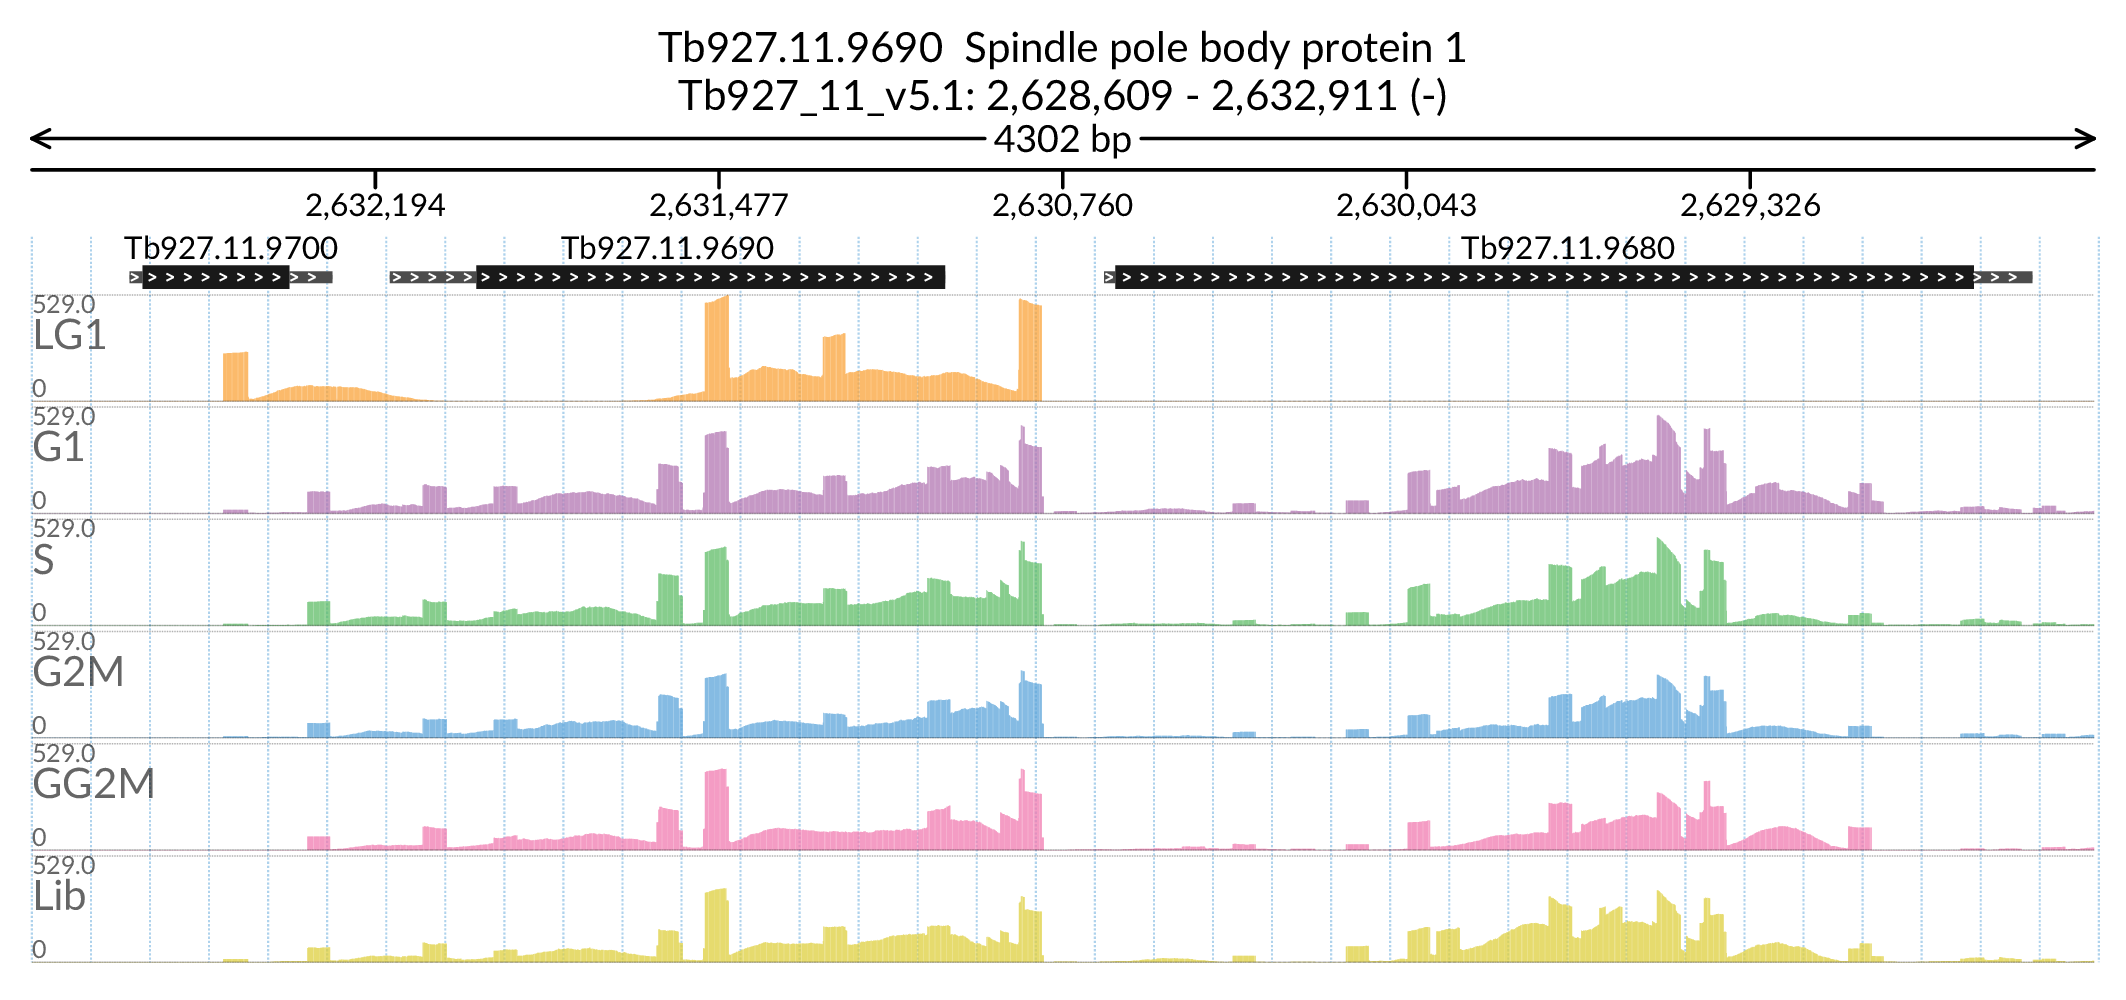 Tb927.11.9690  Spindle pole body protein 1
Tb927_11_v5.1: 2,628,609 - 2,632,911 (-)
4302 bp
2,632,194 2,631,477 2,630,760 2,630,043 2,629,326
Tb927.11.9700 Tb927.11.9690 Tb927.11.9680
529.0
LG1
0
529.0
G1
0
529.0
S
0
529.0
G2M
0
529.0
GG2M
0
529.0
Lib
0